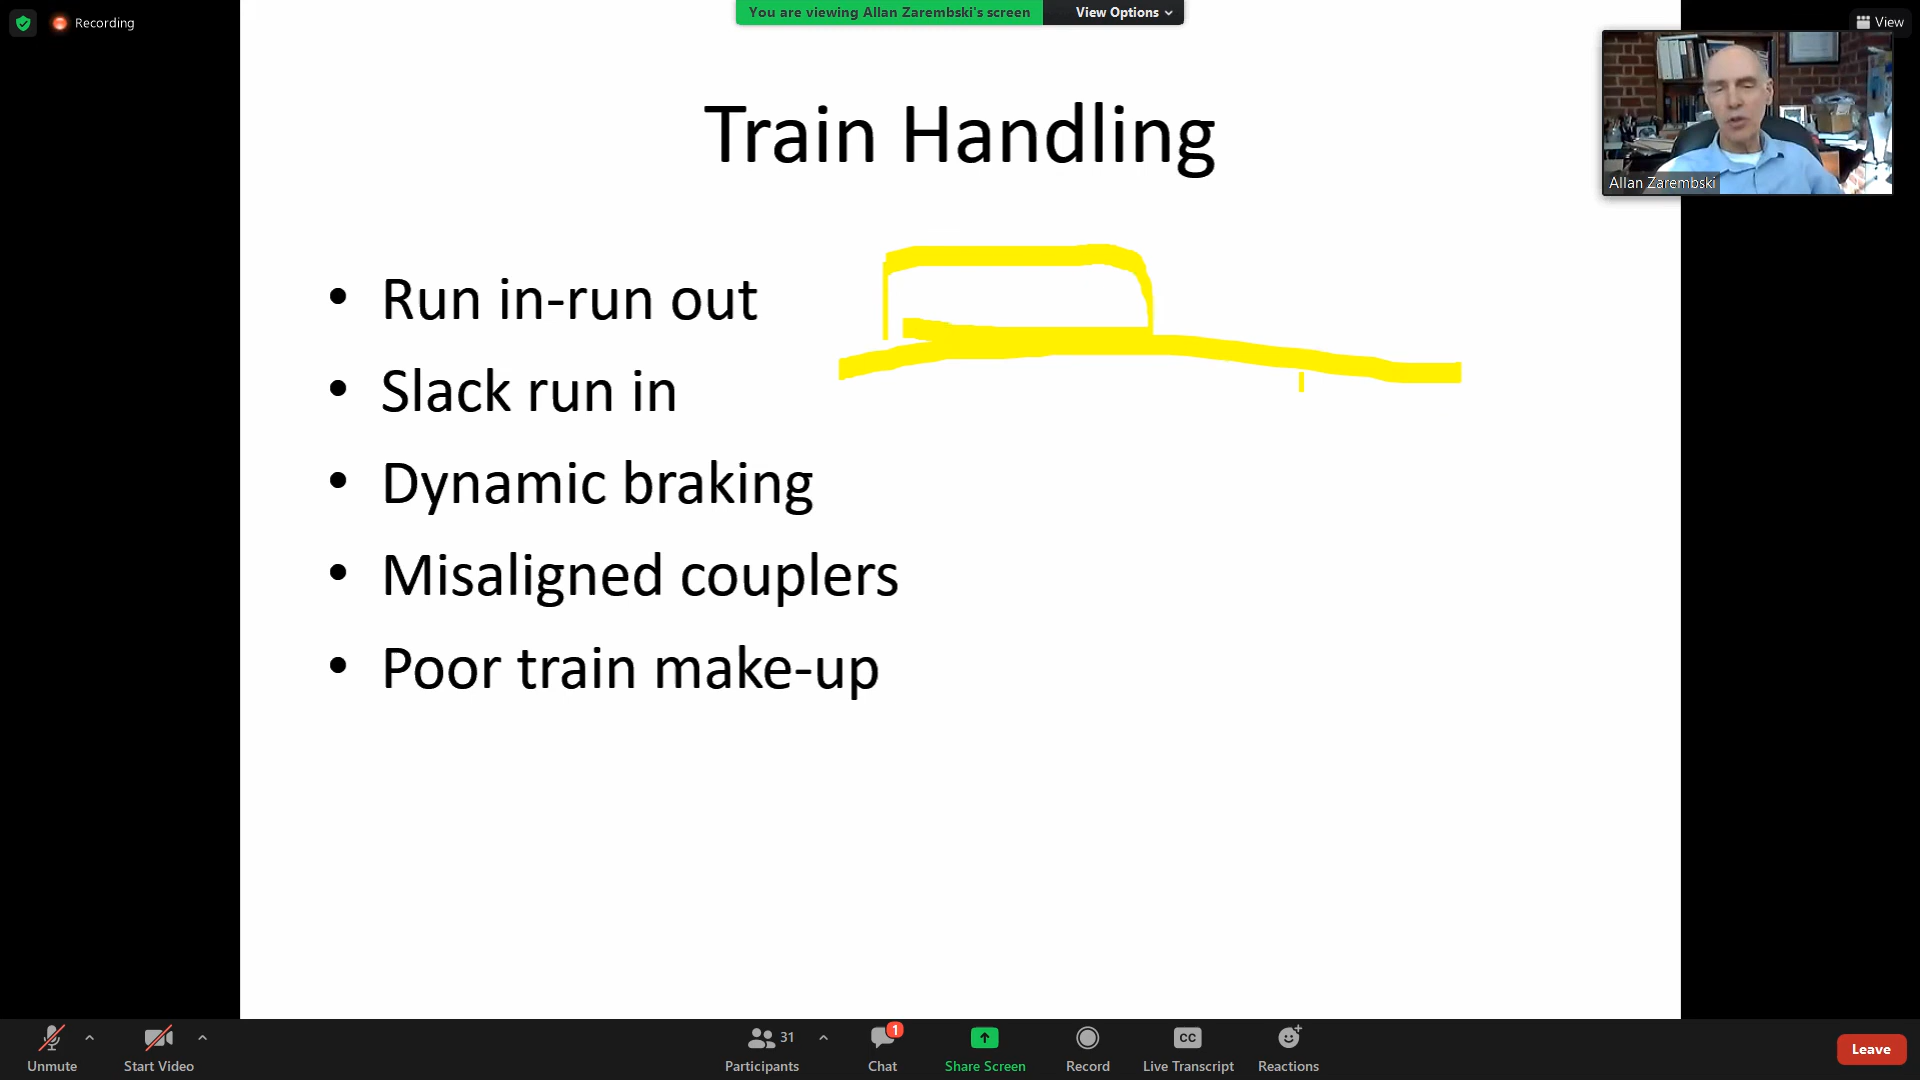 Recording
You are viewing Allan Zarembski's screen View Options
View
Allan Zarembski
Train Handling
• Run in-run out
• Slack run in
• Dynamic braking
• Misaligned couplers
• Poor train make-up
31
1
CC
Unmute
Start Video
Participants
Chat
Share Screen
Record
Live Transcript
Reactions
Leave